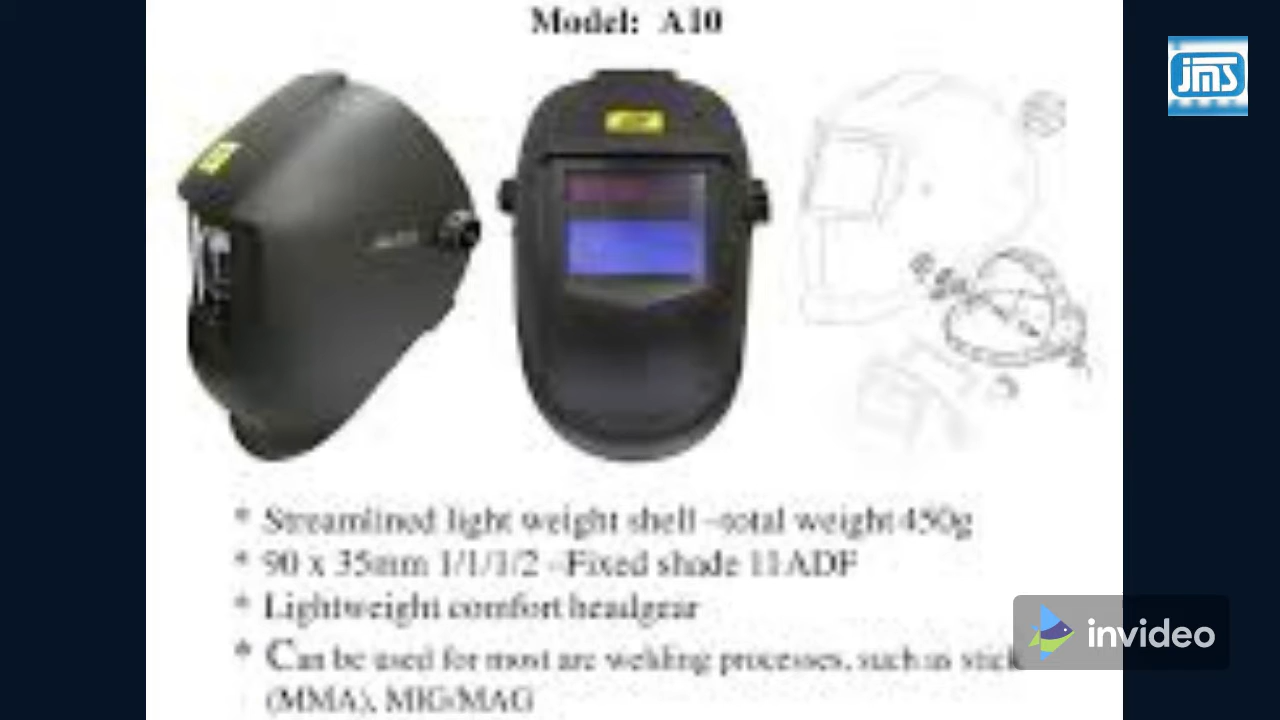 Model: A10
jms
* Streamlined light weight shell –total weight 450g
* 90 x 35mm 1/1/1/2 –Fixed shade 11 ADF
* Lightweight comfort headgear
* Can be used for most arc welding processes, such as stick
(MMA), MIG/MAG
invideo